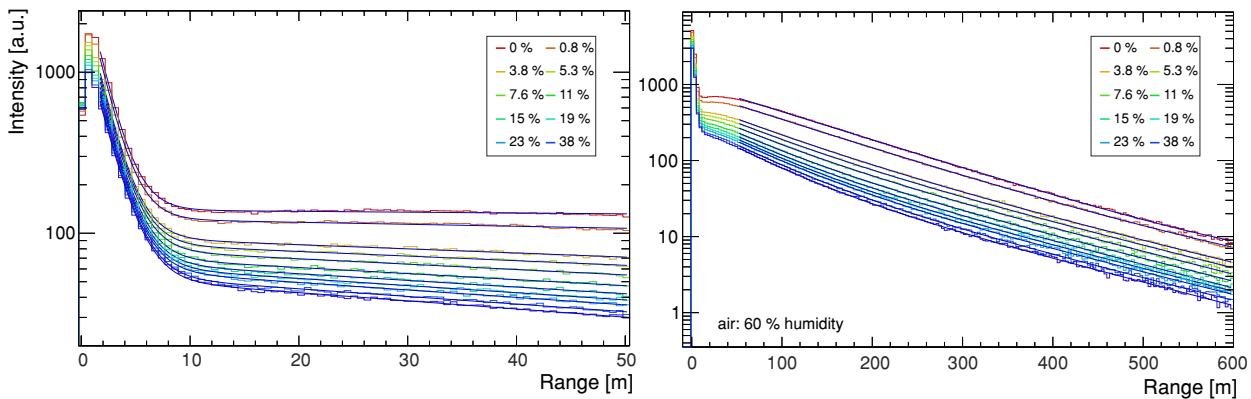 Intensity [a.u.]
1000
100
0 % 0.8 %
3.8 % 5.3 %
7.6 % 11 %
15 % 19 %
23 % 38 %
0 10 20 30 40 50
Range [m]
1000
100
10
1
0 % 0.8 %
3.8 % 5.3 %
7.6 % 11 %
15 % 19 %
23 % 38 %
air: 60 % humidity
0 100 200 300 400 500 600
Range [m]